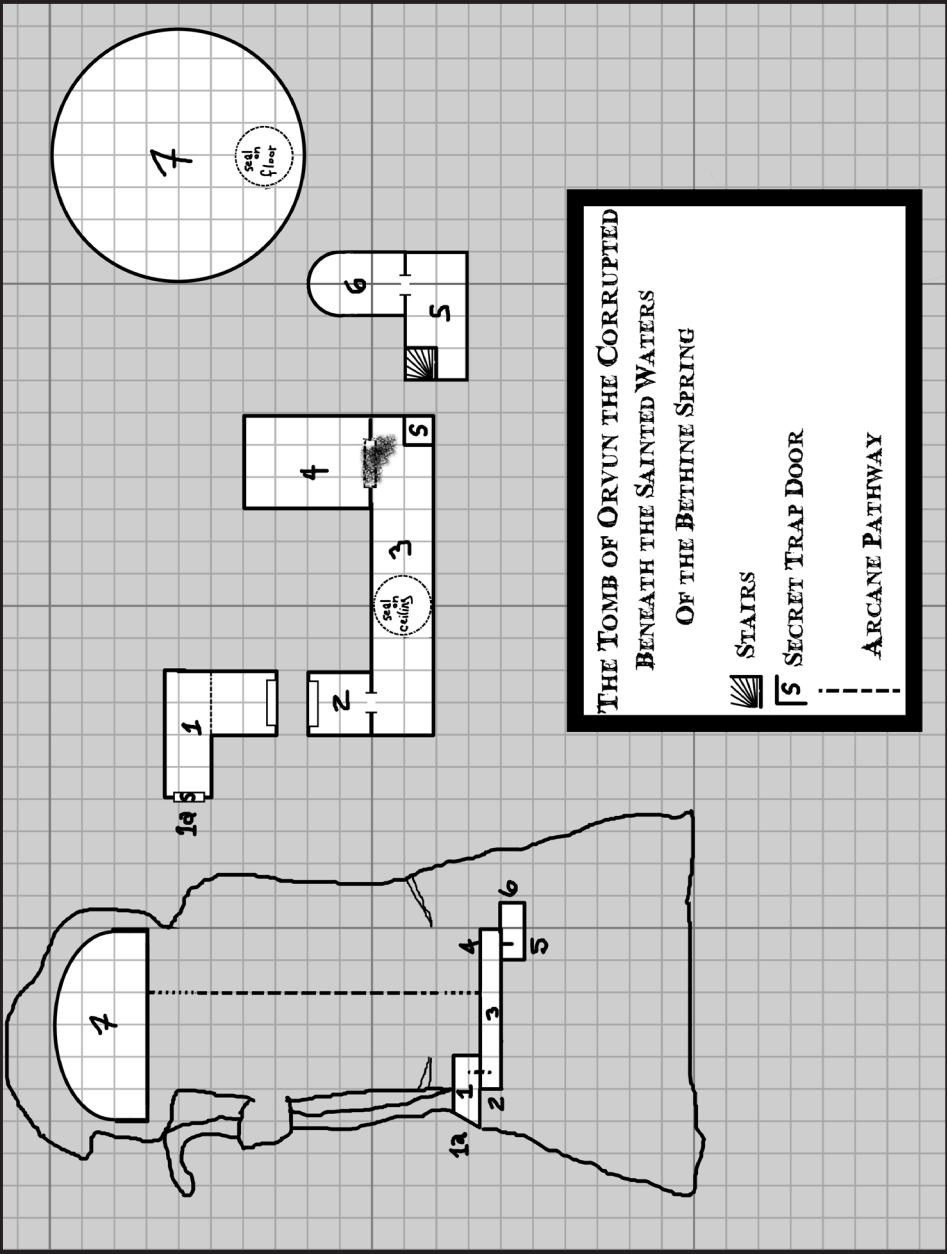 7
1a
1
2
3
4
5
6
1a
S
1
2
seal
on
ceiling
3
4
S
5
6
7
seal
on
floor
The Tomb of Orvun the Corrupted
Beneath the Sainted Waters
Of the Bethine Spring
Stairs
S Secret Trap Door
Arcane Pathway